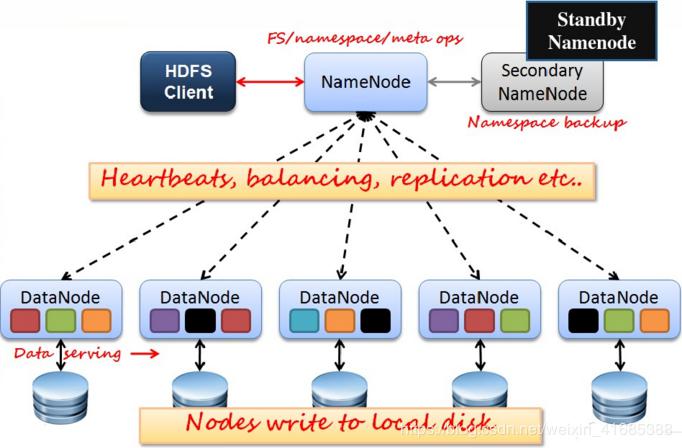 FS/namespace/meta ops
Standby
Namenode
HDFS
Client
NameNode
Secondary
NameNode
Namespace backup
Heartbeats, balancing, replication etc..
DataNode
DataNode
DataNode
DataNode
DataNode
Data serving
Nodes write to local disk
https://blog.csdn.net/weixin_41685388